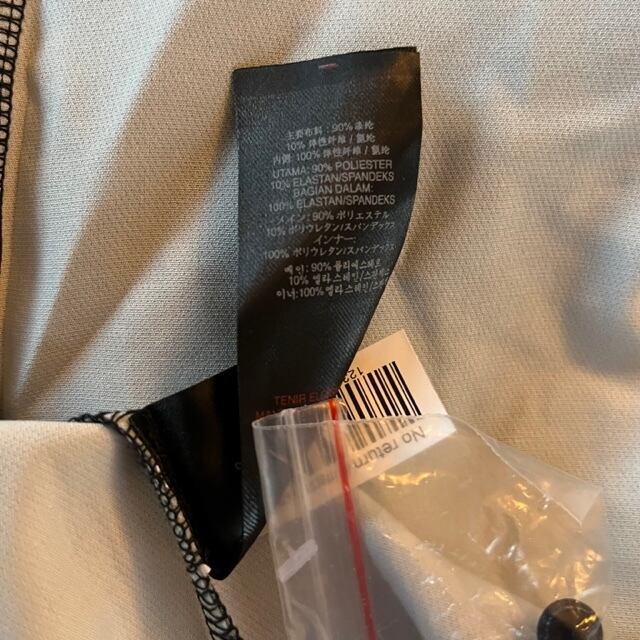 主要布料：90% 涤纶
10% 弹性纤维 / 氨纶
内侧：100% 弹性纤维 / 氨纶
UTAMA: 90% POLIESTER
10% ELASTAN/SPANDEKS
BAGIAN DALAM:
100% ELASTAN/SPANDEKS
メイン：90% ポリエステル
10% ポリウレタン/スパンデックス
インナー：
100% ポリウレタン/スパンデックス
메인: 90% 폴리에스테르
10% 엘라스테인/스판덱스
이너:100% 엘라스테인/스판덱스
TENIR
No return